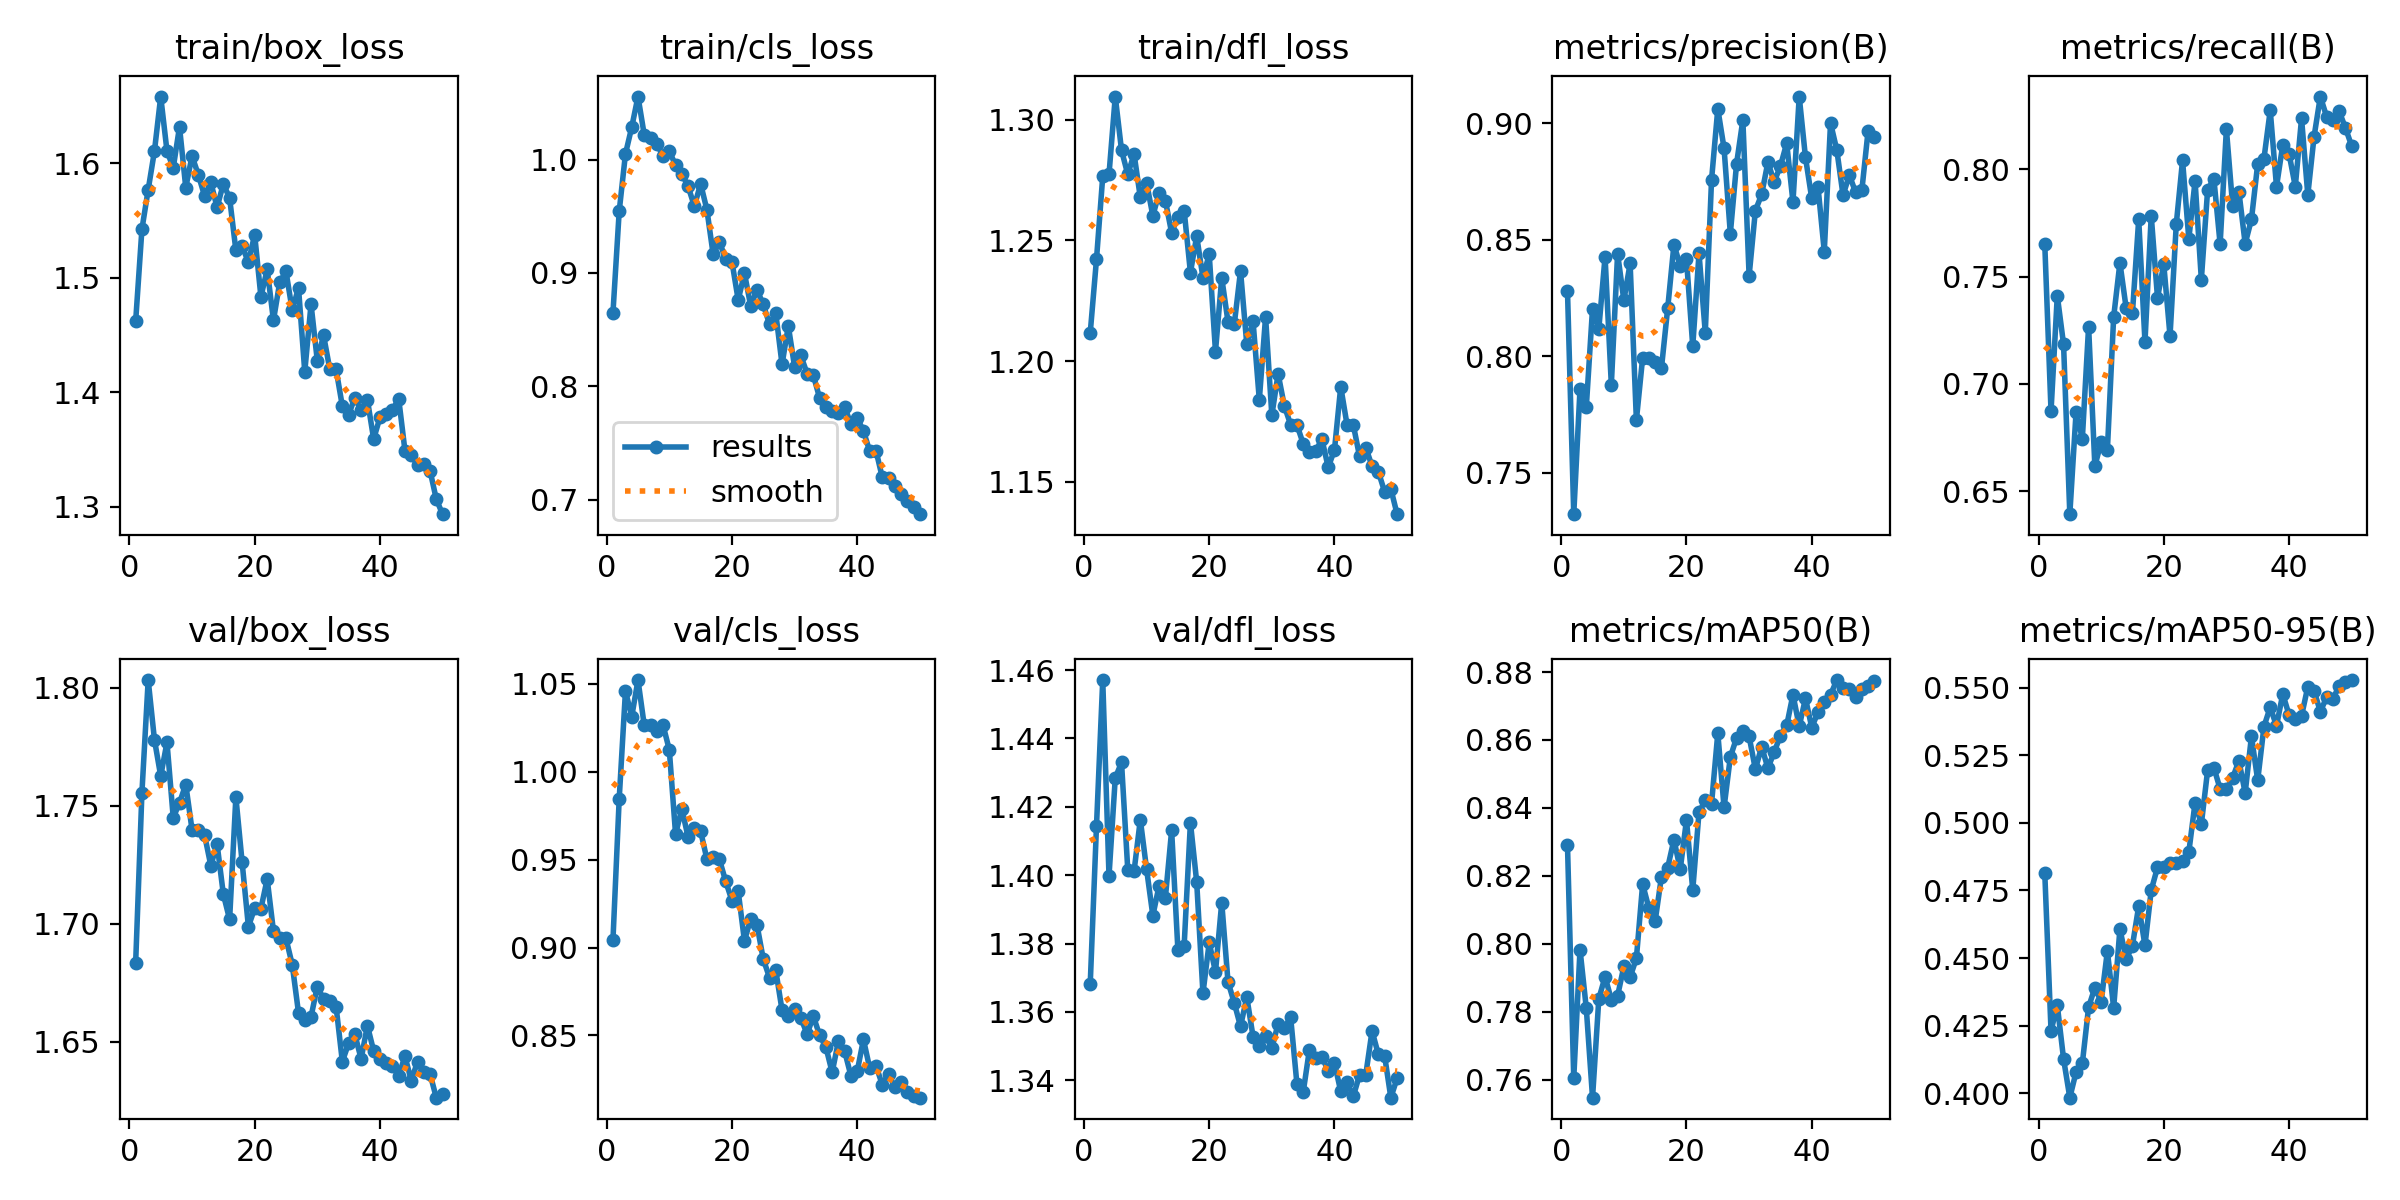 train/box_loss
1.6
1.5
1.4
1.3
0 20 40
train/cls_loss
1.0
0.9
0.8
0.7
results
smooth
0 20 40
train/dfl_loss
1.30
1.25
1.20
1.15
0 20 40
metrics/precision(B)
0.90
0.85
0.80
0.75
0 20 40
metrics/recall(B)
0.80
0.75
0.70
0.65
0 20 40
val/box_loss
1.80
1.75
1.70
1.65
0 20 40
val/cls_loss
1.05
1.00
0.95
0.90
0.85
0 20 40
val/dfl_loss
1.46
1.44
1.42
1.40
1.38
1.36
1.34
0 20 40
metrics/mAP50(B)
0.88
0.86
0.84
0.82
0.80
0.78
0.76
0 20 40
metrics/mAP50-95(B)
0.550
0.525
0.500
0.475
0.450
0.425
0.400
0 20 40